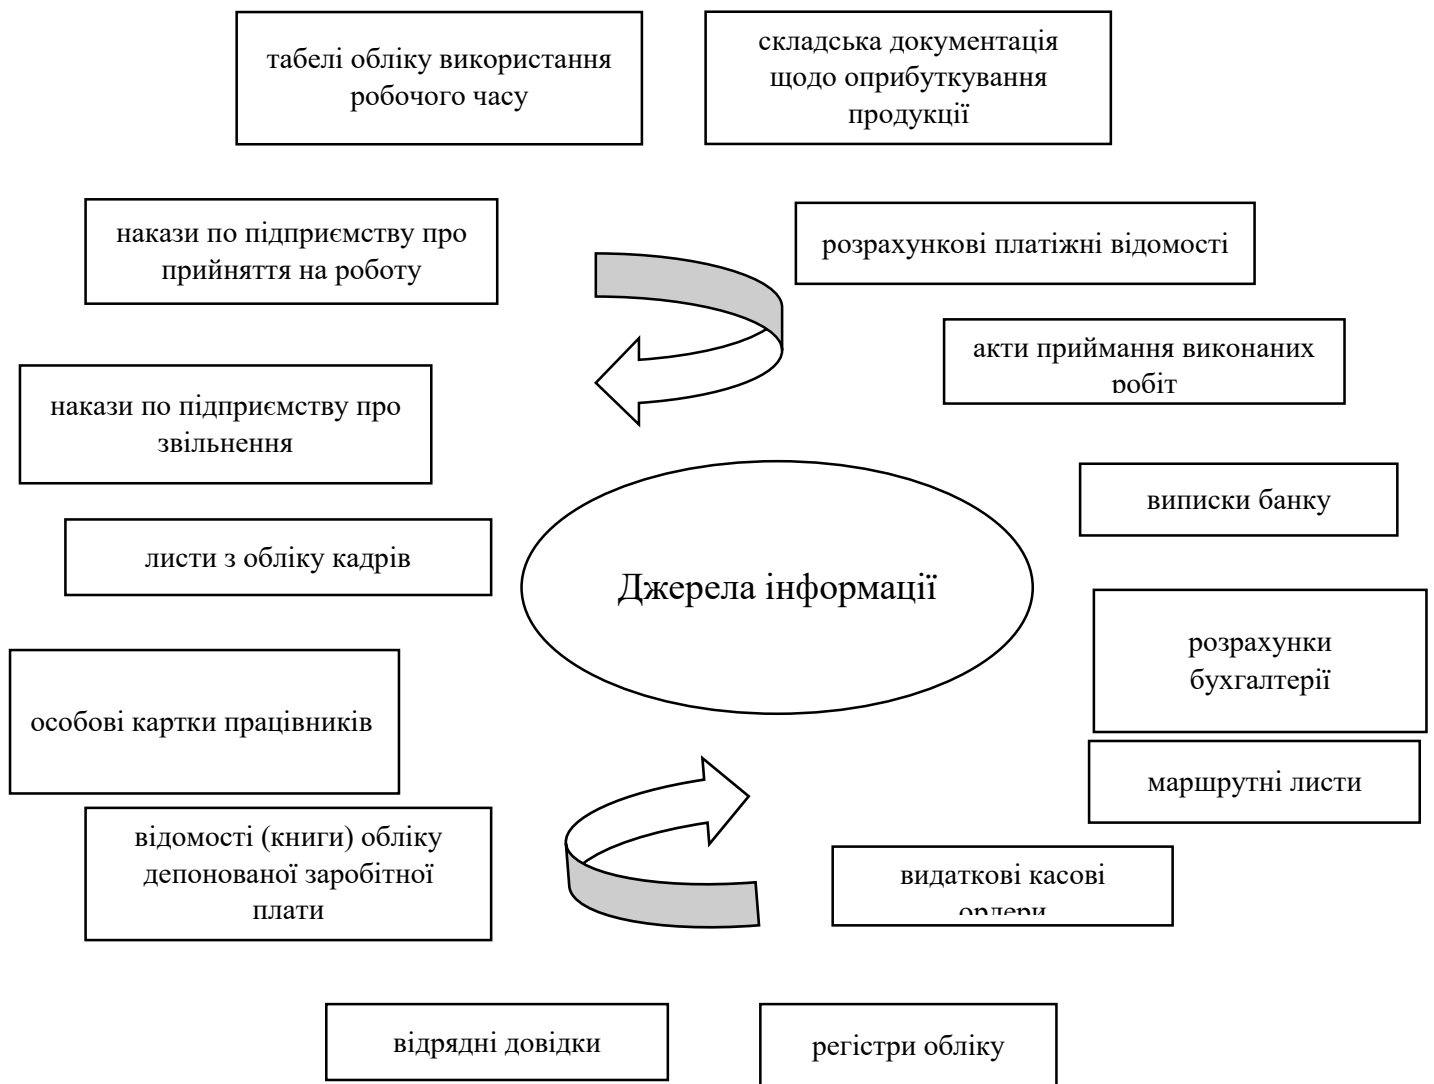 табелі обліку використання
робочого часу
складська документація
щодо оприбуткування
продукції
накази по підприємству про
прийняття на роботу
розрахункові платіжні відомості
акти приймання виконаних
робіт
накази по підприємству про
звільнення
виписки банку
листи з обліку кадрів
Джерела інформації
розрахунки
бухгалтерії
особові картки працівників
маршрутні листи
відомості (книги) обліку
депонованої заробітної
плати
видаткові касові
ордери
відрядні довідки
регістри обліку